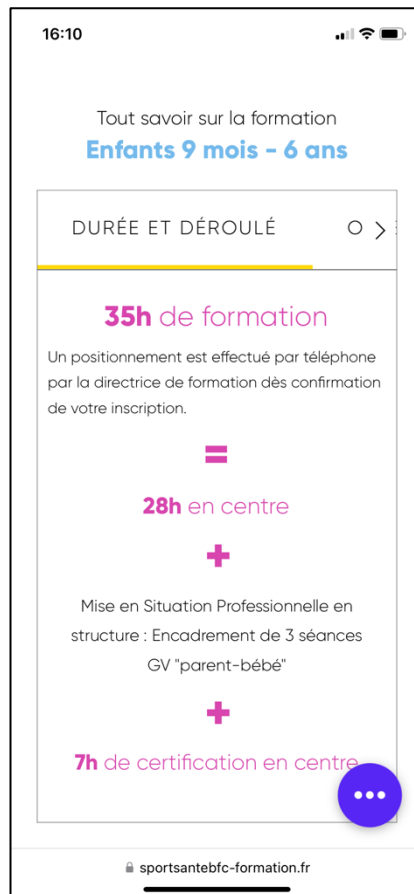 16:10
Tout savoir sur la formation
Enfants 9 mois - 6 ans
DURÉE ET DÉROULÉ
O
35h de formation
Un positionnement est effectué par téléphone
par la directrice de formation dès confirmation
de votre inscription.
=
28h en centre
+
Mise en Situation Professionnelle en
structure : Encadrement de 3 séances
GV "parent-bébé"
+
7h de certification en centre
sportsantebfc-formation.fr